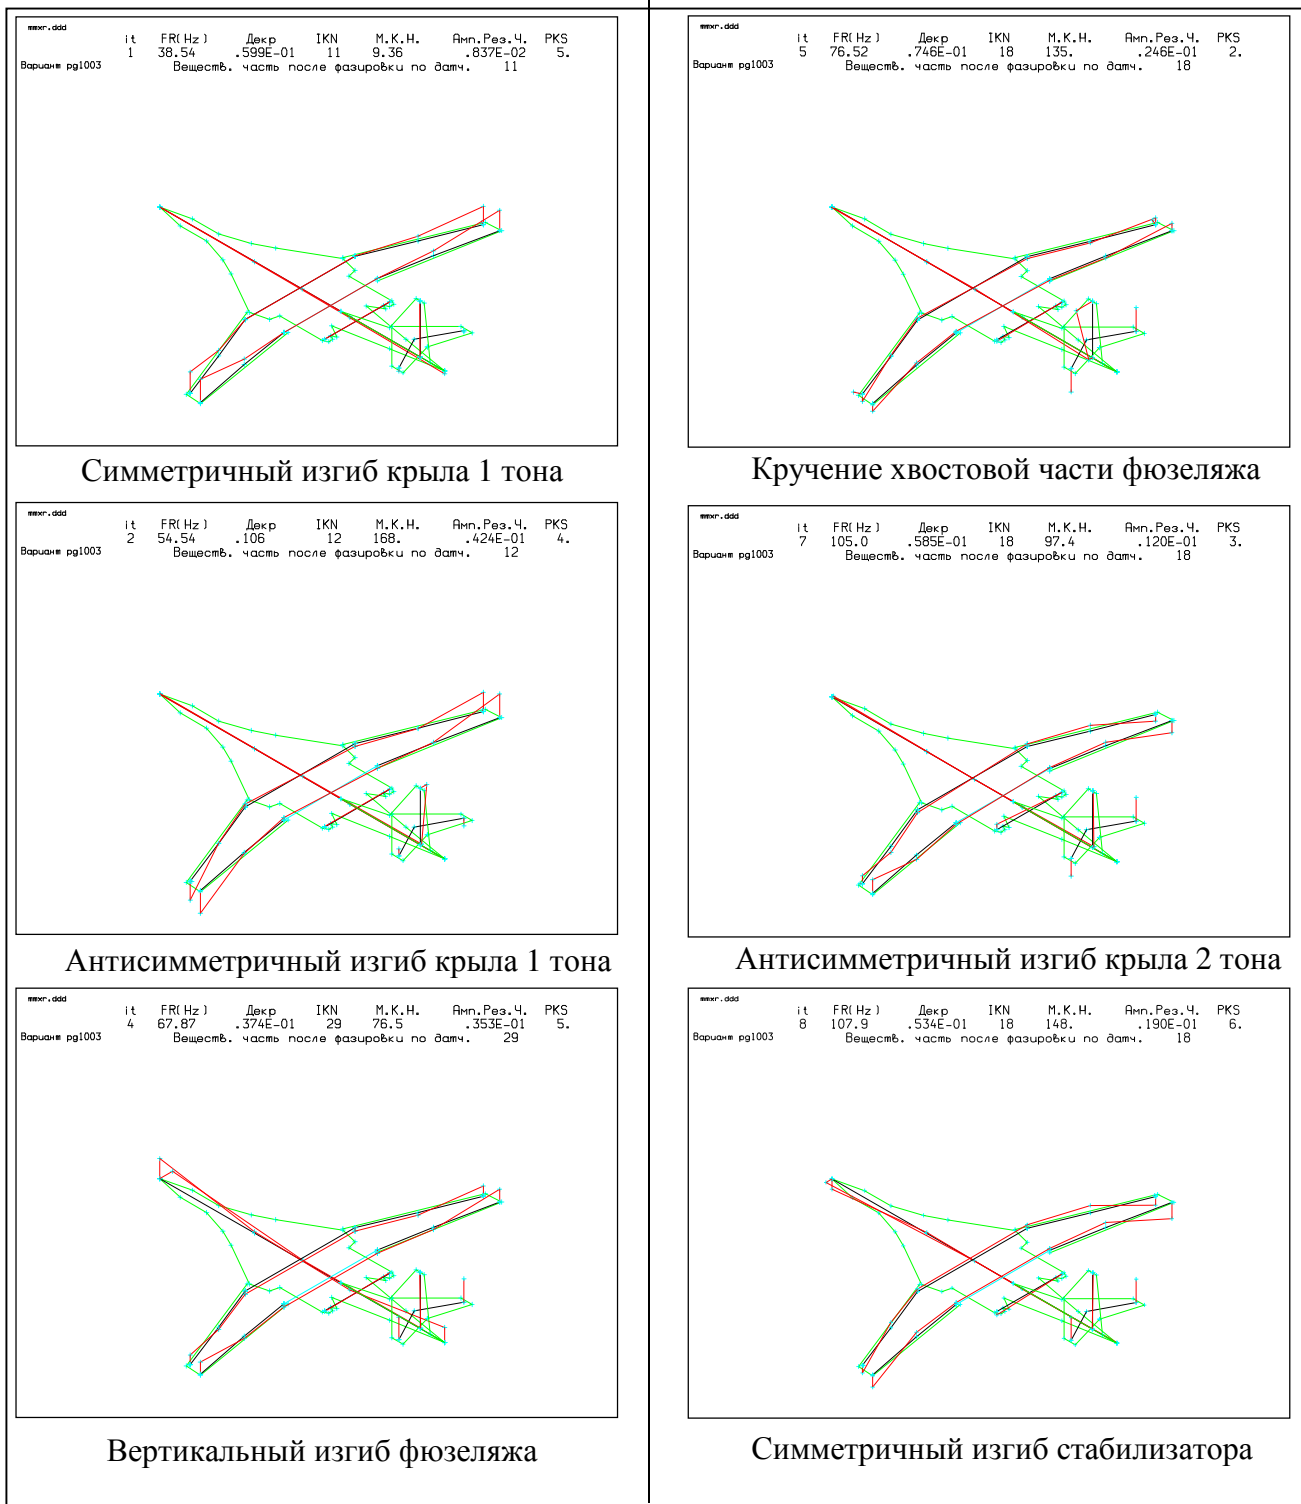 mmxr.ddd
it FR(Hz) Декр IKN М.К.Н. Амп.Рез.Ч. PKS
1 38.54 .599E-01 11 9.36 .837E-02 5.
Вариант pg1003 Веществ. часть после фазировки по датч. 11
Симметричный изгиб крыла 1 тона
mmxr.ddd
it FR(Hz) Декр IKN М.К.Н. Амп.Рез.Ч. PKS
5 76.52 .746E-01 18 135. .246E-01 2.
Вариант pg1003 Веществ. часть после фазировки по датч. 18
Кручение хвостовой части фюзеляжа
mmxr.ddd
it FR(Hz) Декр IKN М.К.Н. Амп.Рез.Ч. PKS
2 54.54 .106 12 168. .424E-01 4.
Вариант pg1003 Веществ. часть после фазировки по датч. 12
Антисимметричный изгиб крыла 1 тона
mmxr.ddd
it FR(Hz) Декр IKN М.К.Н. Амп.Рез.Ч. PKS
7 105.0 .585E-01 18 97.4 .120E-01 3.
Вариант pg1003 Веществ. часть после фазировки по датч. 18
Антисимметричный изгиб крыла 2 тона
mmxr.ddd
it FR(Hz) Декр IKN М.К.Н. Амп.Рез.Ч. PKS
4 67.87 .374E-01 29 76.5 .353E-01 5.
Вариант pg1003 Веществ. часть после фазировки по датч. 29
Вертикальный изгиб фюзеляжа
mmxr.ddd
it FR(Hz) Декр IKN М.К.Н. Амп.Рез.Ч. PKS
8 107.9 .534E-01 18 148. .190E-01 6.
Вариант pg1003 Веществ. часть после фазировки по датч. 18
Симметричный изгиб стабилизатора